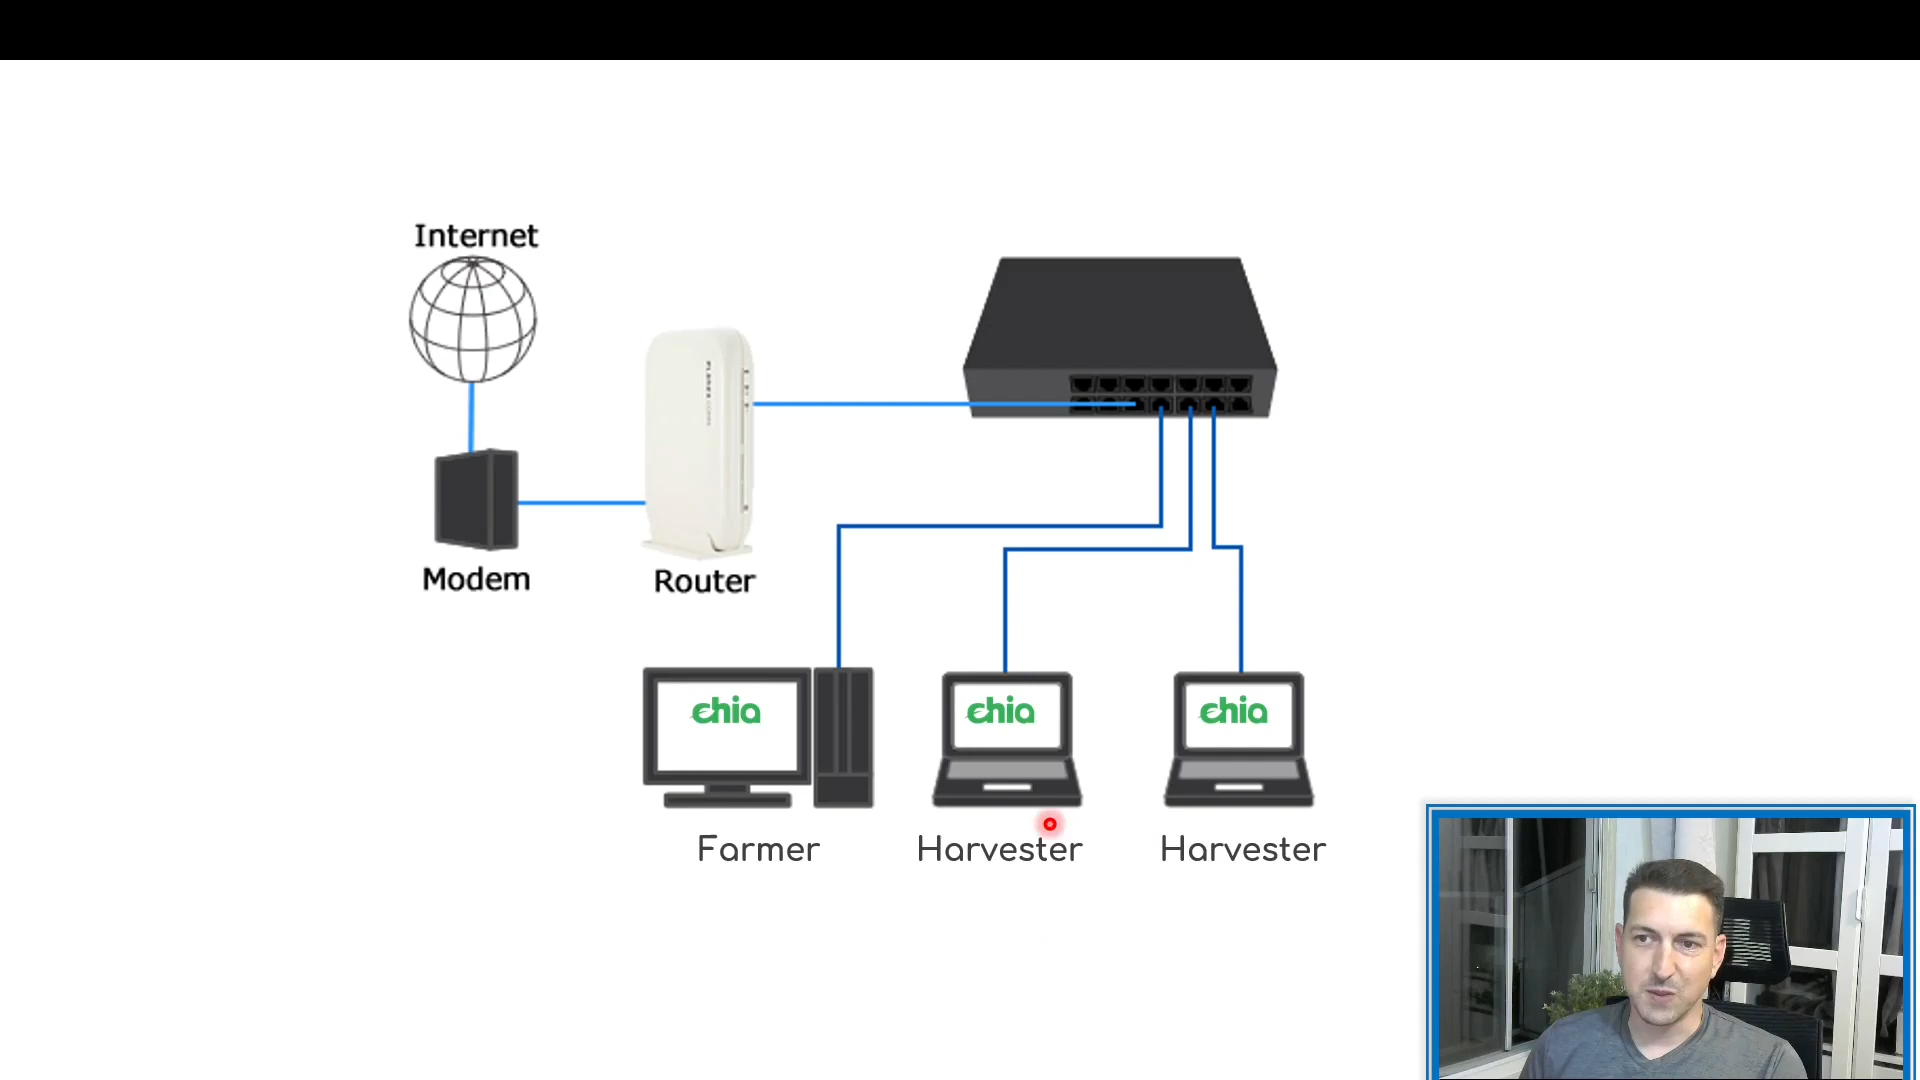 Internet
Modem
Router
chia
chia
chia
Farmer
Harvester
Harvester